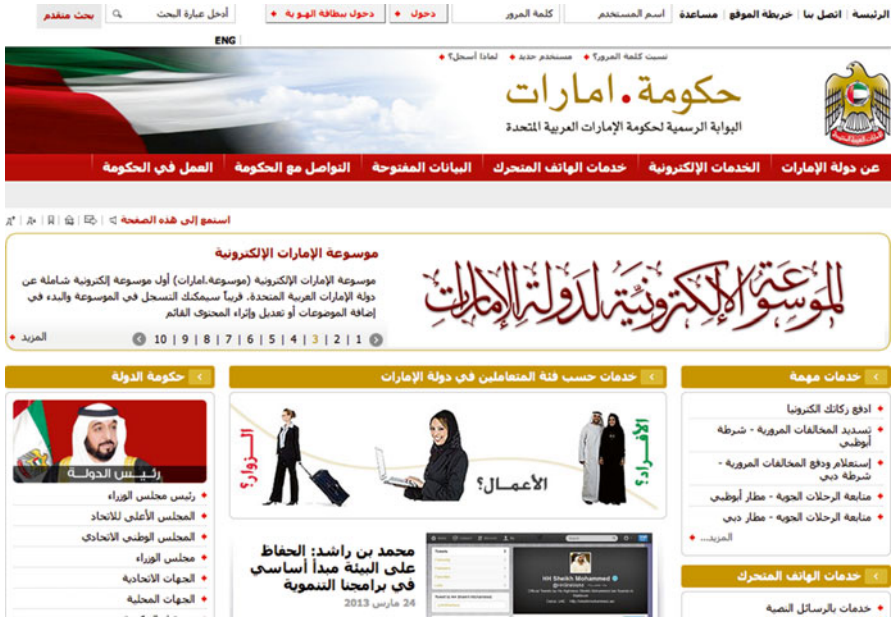 الرئيسة | اتصل بنا | خريطة الموقع | مساعدة
اسم المستخدم
كلمة المرور
دخول
دخول ببطاقة الهوية
أدخل عبارة البحث
بحث متقدم
ENG
نسيت كلمة المرور؟ مستخدم جديد لماذا أسجل؟
حكومة.امارات
البوابة الرسمية لحكومة الإمارات العربية المتحدة
عن دولة الإمارات | الخدمات الإلكترونية | خدمات الهاتف المتحرك | البيانات المفتوحة | التواصل مع الحكومة | العمل في الحكومة
استمع إلى هذه الصفحة
الموسوعة الإلكترونية لدولة الإمارات
موسوعة الإمارات الإلكترونية
موسوعة الإمارات الإلكترونية (موسوعة.امارات) أول موسوعة إلكترونية شاملة عن
دولة الإمارات العربية المتحدة. قريباً سيمكنك التسجل في الموسوعة والبدء في
إضافة الموضوعات أو تعديل وإثراء المحتوى القائم
1 | 2 | 3 | 4 | 5 | 6 | 7 | 8 | 9 | 10
المزيد
خدمات مهمة
ادفع زكاتك الكترونيا
تسديد المخالفات المرورية - شرطة
أبوظبي
إستعلام ودفع المخالفات المرورية -
شرطة دبي
متابعة الرحلات الجوية - مطار أبوظبي
متابعة الرحلات الجويه - مطار دبي
المزيد...
خدمات الهاتف المتحرك
خدمات بالرسائل النصية
خدمات حسب فئة المتعاملين في دولة الإمارات
الأفراد؟
الأعمال؟
الزوار؟
HH Sheikh Mohammed
محمد بن راشد: الحفاظ
على البيئة مبدأ أساسي
في برامجنا التنموية
24 مارس 2013
حكومة الدولة
رئيس الدولة
رئيس مجلس الوزراء
المجلس الأعلى للاتحاد
المجلس الوطني الاتحادي
مجلس الوزراء
الجهات الاتحادية
الجهات المحلية